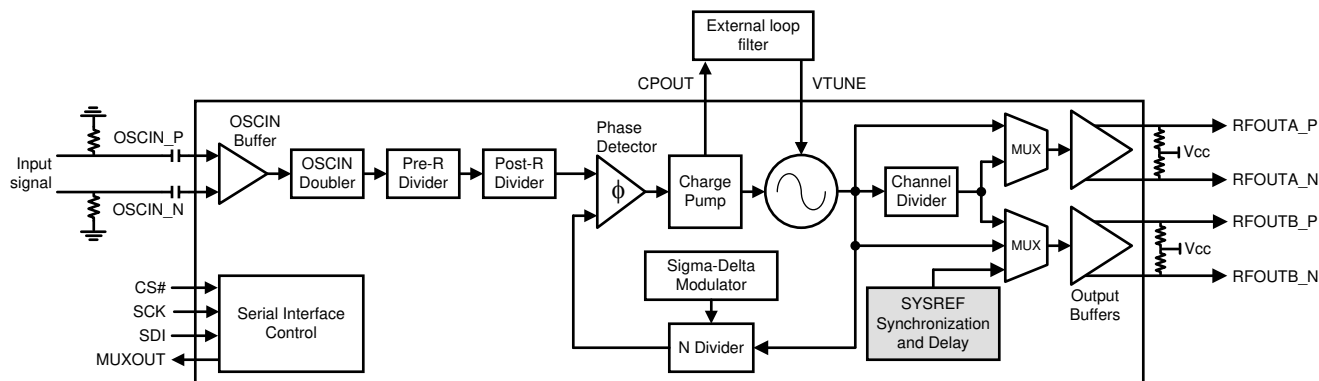 External loop
filter
CPOUT
VTUNE
OSCIN_P
OSCIN
Buffer
Phase
Detector
RFOUTA_P
Input
signal
OSCIN
Doubler
Pre-R
Divider
Post-R
Divider
ϕ
Charge
Pump
Channel
Divider
MUX
Vcc
RFOUTA_N
OSCIN_N
RFOUTB_P
MUX
Vcc
Sigma-Delta
Modulator
RFOUTB_N
CS#
SCK
SDI
MUXOUT
Serial Interface
Control
N Divider
SYSREF
Synchronization
and Delay
Output
Buffers